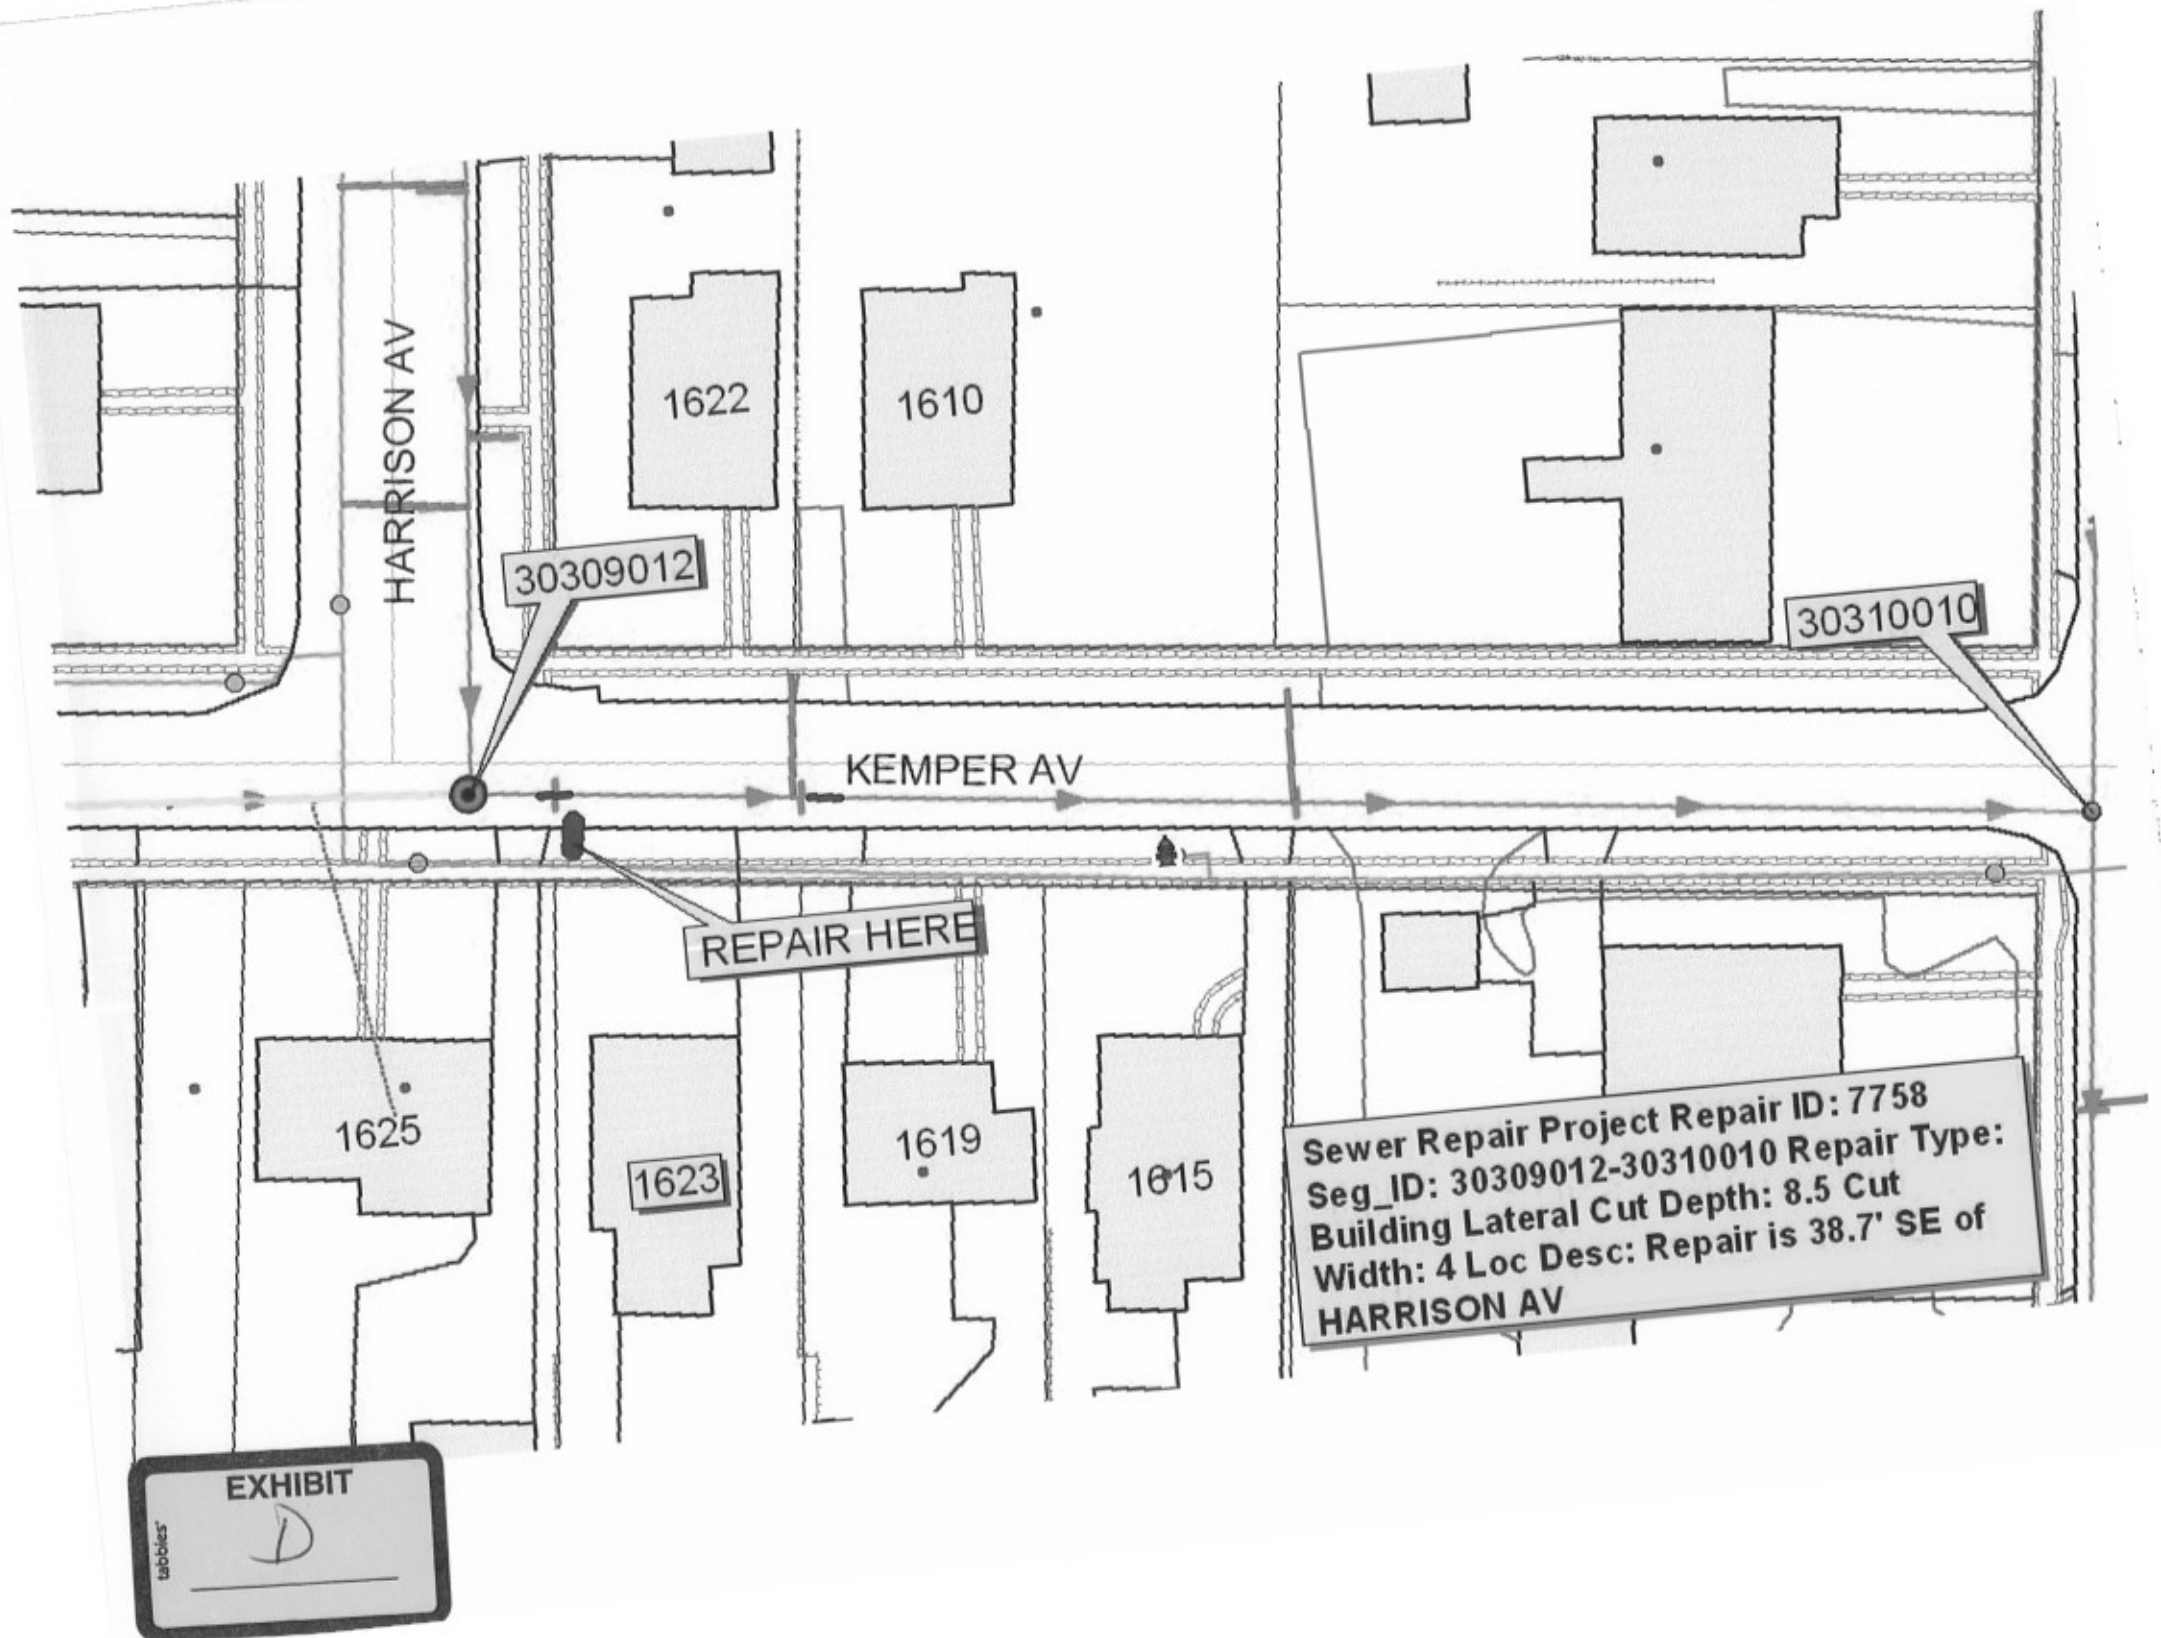 HARRISON AV
1622
1610
30309012
30310010
KEMPER AV
REPAIR HERE
1625
1623
1619
1615
Sewer Repair Project Repair ID: 7758
Seg_ID: 30309012-30310010 Repair Type:
Building Lateral Cut Depth: 8.5 Cut
Width: 4 Loc Desc: Repair is 38.7' SE of
HARRISON AV
EXHIBIT
D
tabbies'